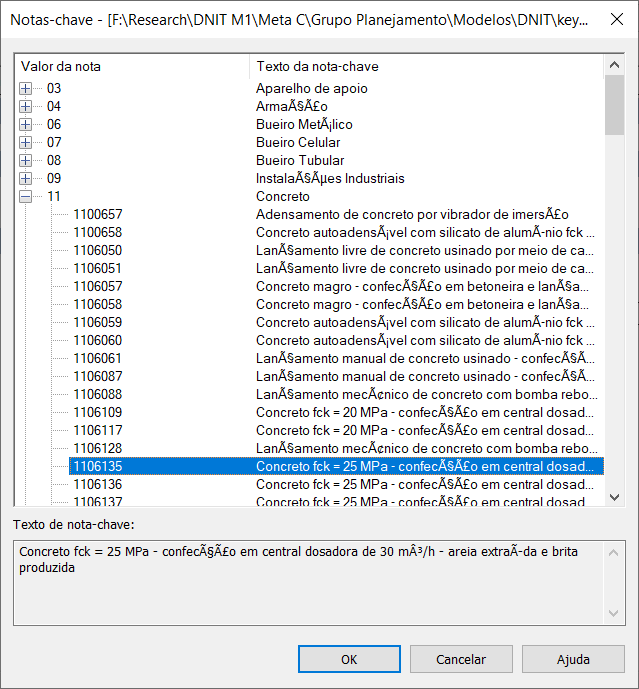 Notas-chave - [F:\Research\DNIT M1\Meta C\Grupo Planejamento\Modelos\DNIT\key...
Valor da nota Texto da nota-chave
03 Aparelho de apoio
04 ArmaÃ§Ã£o
06 Bueiro MetÃ¡lico
07 Bueiro Celular
08 Bueiro Tubular
09 InstalaÃ§Ãµes Industriais
11 Concreto
1100657 Adensamento de concreto por vibrador de imersÃ£o
1100658 Concreto autoadensÃ¡vel com silicato de alumÃ­nio fck ...
1106050 LanÃ§amento livre de concreto usinado por meio de ca...
1106051 LanÃ§amento livre de concreto usinado por meio de ca...
1106057 Concreto magro - confecÃ§Ã£o em betoneira e lanÃ§a...
1106058 Concreto magro - confecÃ§Ã£o em betoneira e lanÃ§a...
1106059 Concreto autoadensÃ¡vel com silicato de alumÃ­nio fck ...
1106060 Concreto autoadensÃ¡vel com silicato de alumÃ­nio fck ...
1106061 LanÃ§amento manual de concreto usinado - confecÃ§Ã...
1106087 LanÃ§amento manual de concreto usinado - confecÃ§Ã...
1106088 LanÃ§amento mecÃ¢nico de concreto com bomba rebo...
1106109 Concreto fck = 20 MPa - confecÃ§Ã£o em central dosad...
1106117 Concreto fck = 20 MPa - confecÃ§Ã£o em central dosad...
1106128 LanÃ§amento mecÃ¢nico de concreto com bomba rebo...
1106135 Concreto fck = 25 MPa - confecÃ§Ã£o em central dosad...
1106136 Concreto fck = 25 MPa - confecÃ§Ã£o em central dosad...
1106137 Concreto fck = 25 MPa - confecÃ§Ã£o em central dosad...
Texto de nota-chave:
Concreto fck = 25 MPa - confecÃ§Ã£o em central dosadora de 30 mÂ³/h - areia extraÃ­da e brita
produzida
OK Cancelar Ajuda